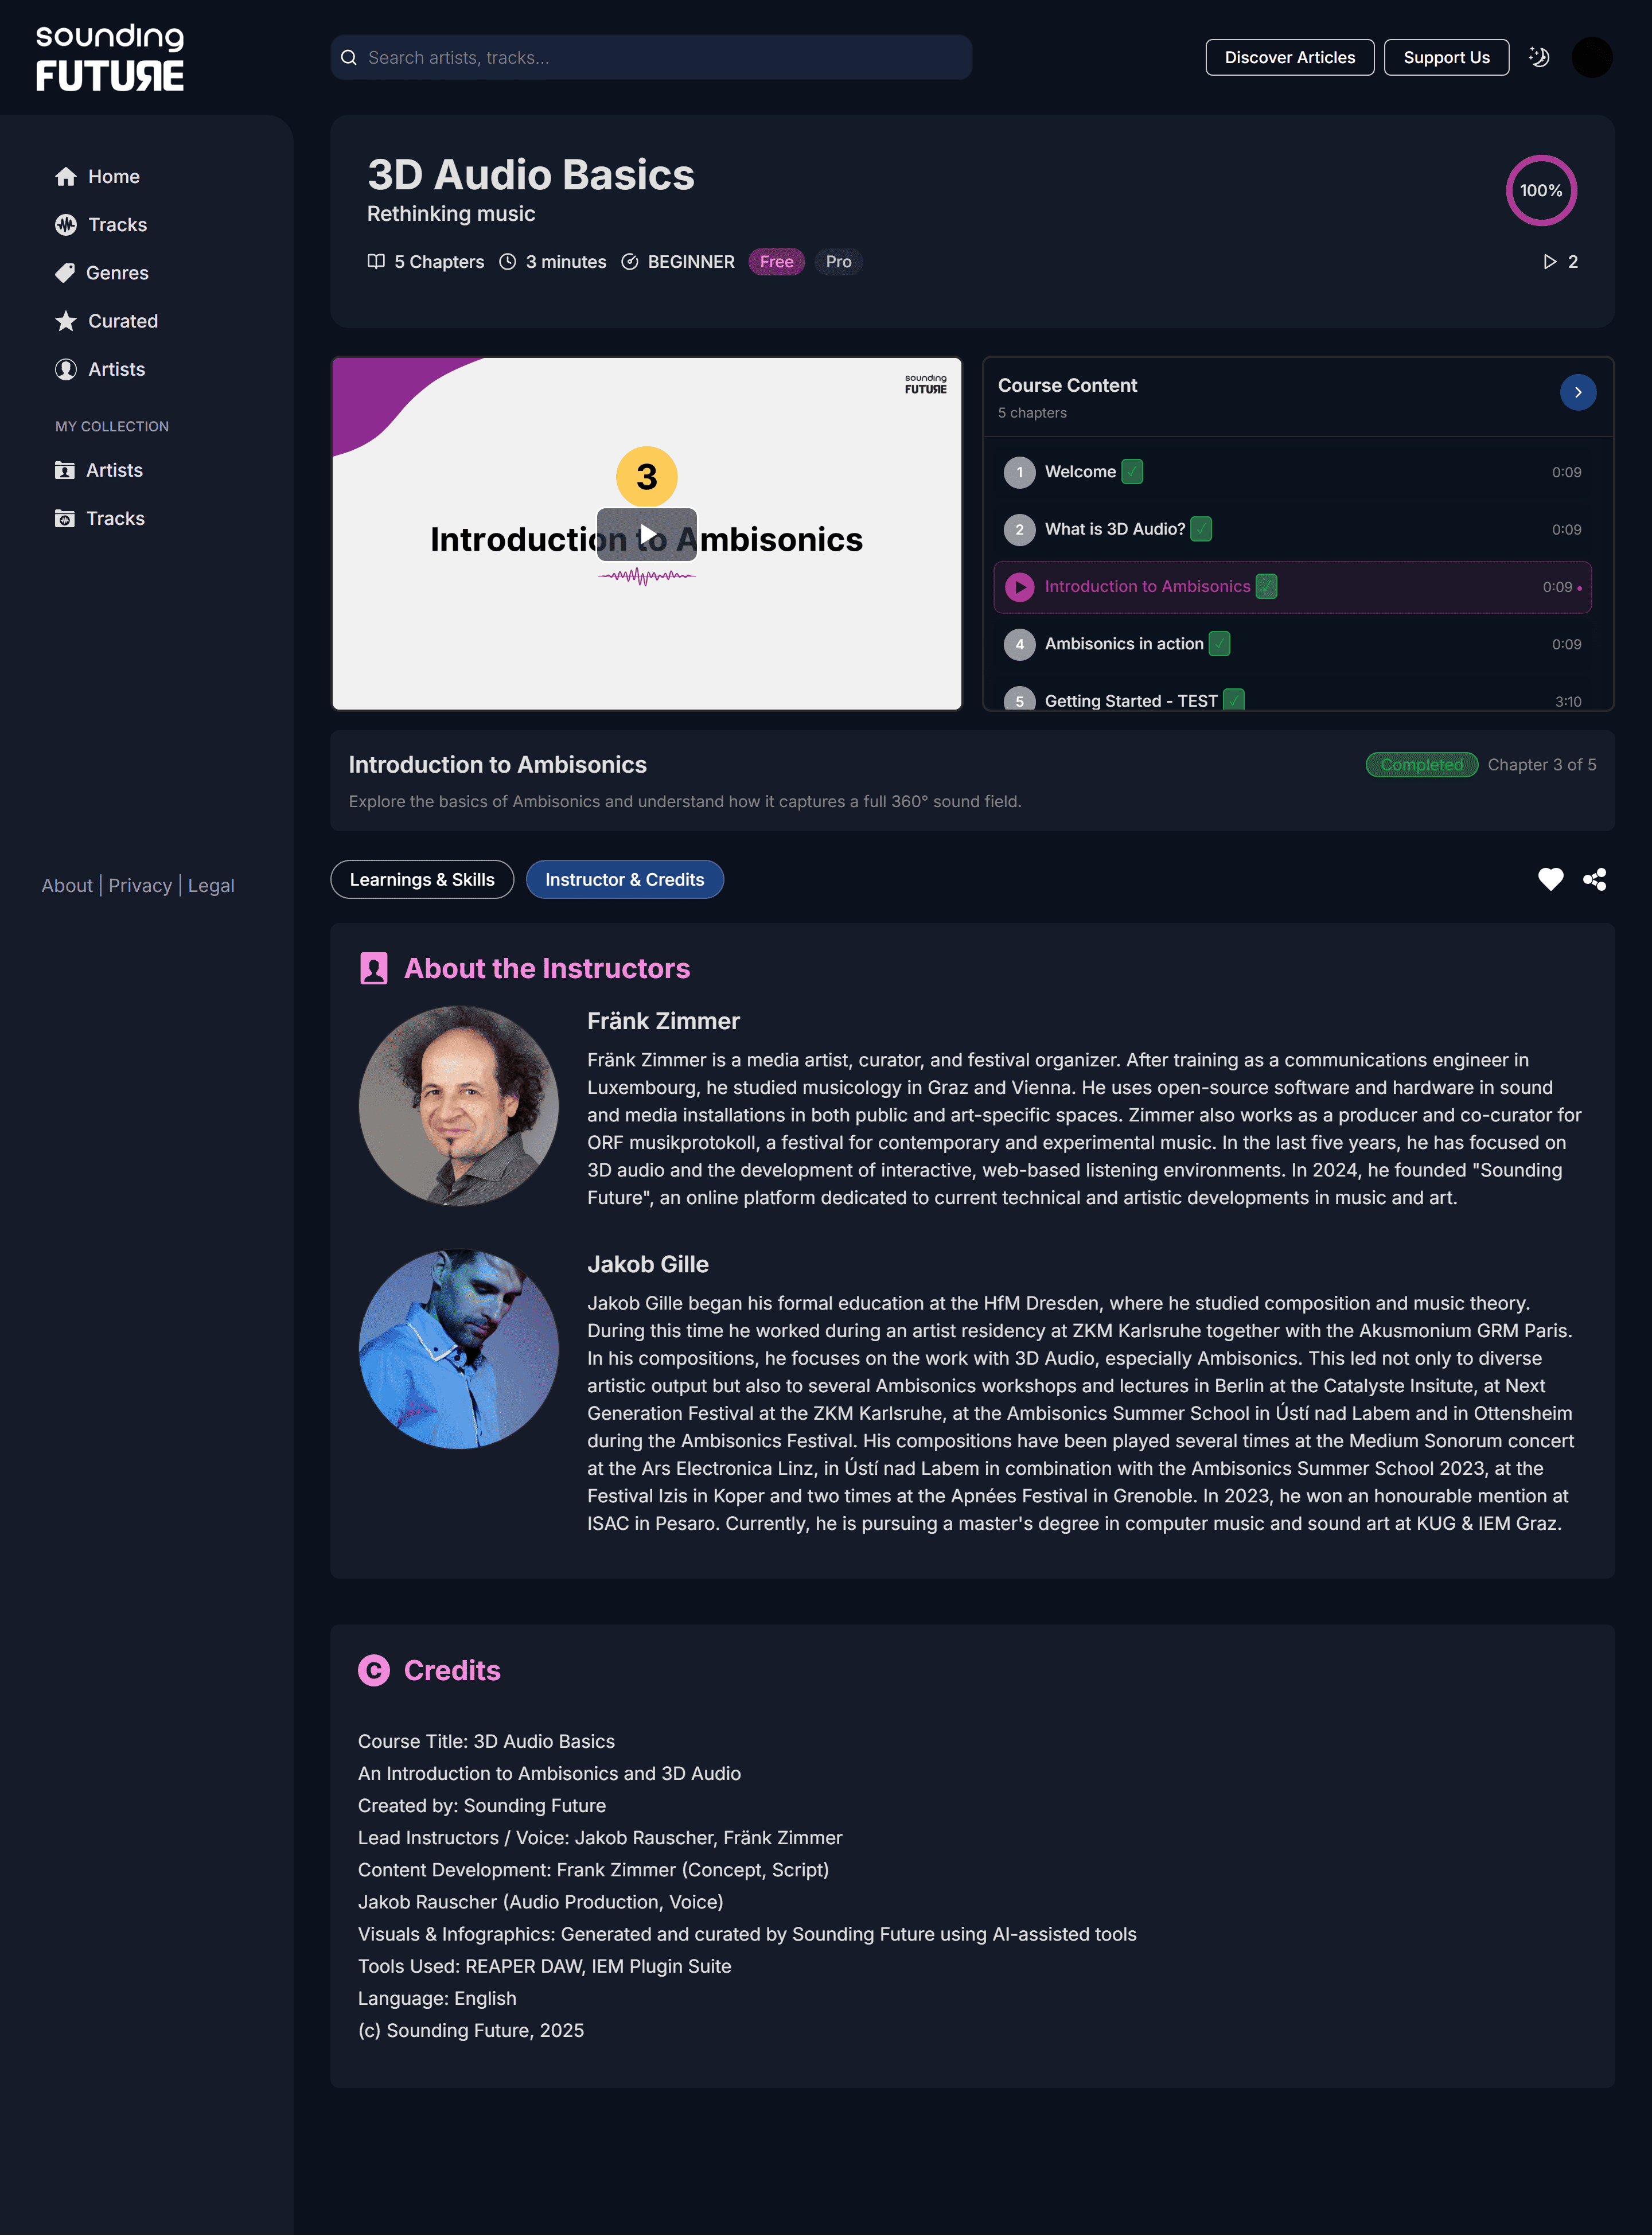 sounding
FUTURE
Search artists, tracks...
Discover Articles
Support Us
Home
Tracks
Genres
Curated
Artists
MY COLLECTION
Artists
Tracks
About | Privacy | Legal
3D Audio Basics
Rethinking music
100%
5 Chapters
3 minutes
BEGINNER
Free
Pro
2
sounding
FUTURE
3
Introduction to Ambisonics
Course Content
5 chapters
1 Welcome 0:09
2 What is 3D Audio? 0:09
Introduction to Ambisonics 0:09
4 Ambisonics in action 0:09
5 Getting Started - TEST 3:10
Introduction to Ambisonics
Completed
Chapter 3 of 5
Explore the basics of Ambisonics and understand how it captures a full 360° sound field.
Learnings & Skills
Instructor & Credits
About the Instructors
Fränk Zimmer
Fränk Zimmer is a media artist, curator, and festival organizer. After training as a communications engineer in
Luxembourg, he studied musicology in Graz and Vienna. He uses open-source software and hardware in sound
and media installations in both public and art-specific spaces. Zimmer also works as a producer and co-curator for
ORF musikprotokoll, a festival for contemporary and experimental music. In the last five years, he has focused on
3D audio and the development of interactive, web-based listening environments. In 2024, he founded "Sounding
Future", an online platform dedicated to current technical and artistic developments in music and art.
Jakob Gille
Jakob Gille began his formal education at the HfM Dresden, where he studied composition and music theory.
During this time he worked during an artist residency at ZKM Karlsruhe together with the Akusmonium GRM Paris.
In his compositions, he focuses on the work with 3D Audio, especially Ambisonics. This led not only to diverse
artistic output but also to several Ambisonics workshops and lectures in Berlin at the Catalyste Insitute, at Next
Generation Festival at the ZKM Karlsruhe, at the Ambisonics Summer School in Ústí nad Labem and in Ottensheim
during the Ambisonics Festival. His compositions have been played several times at the Medium Sonorum concert
at the Ars Electronica Linz, in Ústí nad Labem in combination with the Ambisonics Summer School 2023, at the
Festival Izis in Koper and two times at the Apnées Festival in Grenoble. In 2023, he won an honourable mention at
ISAC in Pesaro. Currently, he is pursuing a master's degree in computer music and sound art at KUG & IEM Graz.
Credits
Course Title: 3D Audio Basics
An Introduction to Ambisonics and 3D Audio
Created by: Sounding Future
Lead Instructors / Voice: Jakob Rauscher, Fränk Zimmer
Content Development: Frank Zimmer (Concept, Script)
Jakob Rauscher (Audio Production, Voice)
Visuals & Infographics: Generated and curated by Sounding Future using AI-assisted tools
Tools Used: REAPER DAW, IEM Plugin Suite
Language: English
(c) Sounding Future, 2025